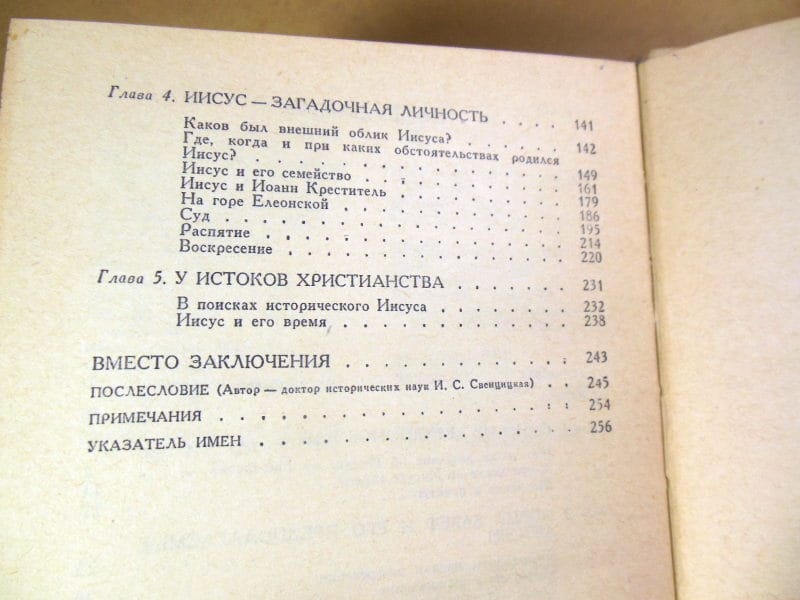 Глава 4. ИИСУС — ЗАГАДОЧНАЯ ЛИЧНОСТЬ . . . . 141
Каков был внешний облик Иисуса? . . . . . 142
Где, когда и при каких обстоятельствах родился
Иисус? . . . . . . . . . . . . . 149
Иисус и его семейство . . . . . . . . . 161
Иисус и Иоанн Креститель . . . . . . . . 179
На горе Елеонской . . . . . . . . . . 186
Суд . . . . . . . . . . . . . . 195
Распятие . . . . . . . . . . . . . 214
Воскресение . . . . . . . . . . . . 220
Глава 5. У ИСТОКОВ ХРИСТИАНСТВА . . . . . . 231
В поисках исторического Иисуса . . . . . . 232
Иисус и его время . . . . . . . . . . 238
ВМЕСТО ЗАКЛЮЧЕНИЯ . . . . . . . . . . 243
ПОСЛЕСЛОВИЕ (Автор — доктор исторических наук И. С. Свенцицкая) . . 245
ПРИМЕЧАНИЯ . . . . . . . . . . . . . . 254
УКАЗАТЕЛЬ ИМЕН . . . . . . . . . . . . 256